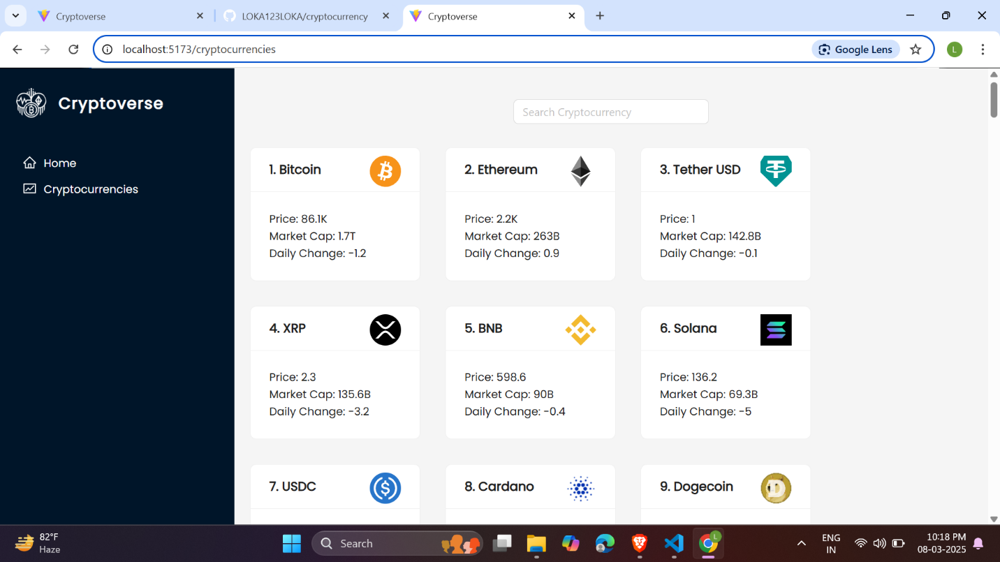 Cryptoverse
LOKA123LOKA/cryptocurrency
Cryptoverse
localhost:5173/cryptocurrencies
Google Lens
L
Cryptoverse
Home
Cryptocurrencies
Search Cryptocurrency
1. Bitcoin
Price: 86.1K
Market Cap: 1.7T
Daily Change: -1.2
2. Ethereum
Price: 2.2K
Market Cap: 263B
Daily Change: 0.9
3. Tether USD
Price: 1
Market Cap: 142.8B
Daily Change: -0.1
4. XRP
Price: 2.3
Market Cap: 135.6B
Daily Change: -3.2
5. BNB
Price: 598.6
Market Cap: 90B
Daily Change: -0.4
6. Solana
Price: 136.2
Market Cap: 69.3B
Daily Change: -5
7. USDC
8. Cardano
9. Dogecoin
82°F
Haze
Search
L
ENG
IN
10:18 PM
08-03-2025